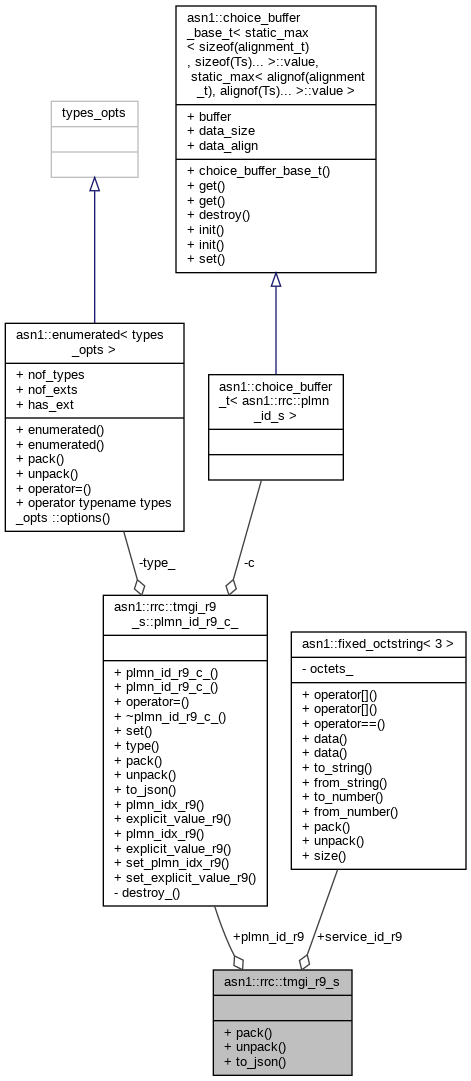 asn1::choice_buffer
_base_t< static_max
< sizeof(alignment_t)
, sizeof(Ts)... >::value,
static_max< alignof(alignment
_t), alignof(Ts)... >::value >
+ buffer
+ data_size
+ data_align
+ choice_buffer_base_t()
+ get()
+ get()
+ destroy()
+ init()
+ init()
+ set()
types_opts
asn1::enumerated< types
_opts >
+ nof_types
+ nof_exts
+ has_ext
+ enumerated()
+ enumerated()
+ pack()
+ unpack()
+ operator=()
+ operator typename types
_opts ::options()
asn1::choice_buffer
_t< asn1::rrc::plmn
_id_s >
-type_
-c
asn1::rrc::tmgi_r9
_s::plmn_id_r9_c_
+ plmn_id_r9_c_()
+ plmn_id_r9_c_()
+ operator=()
+ ~plmn_id_r9_c_()
+ set()
+ type()
+ pack()
+ unpack()
+ to_json()
+ plmn_idx_r9()
+ explicit_value_r9()
+ plmn_idx_r9()
+ explicit_value_r9()
+ set_plmn_idx_r9()
+ set_explicit_value_r9()
- destroy_()
asn1::fixed_octstring< 3 >
- octets_
+ operator[]()
+ operator[]()
+ operator==()
+ data()
+ data()
+ to_string()
+ from_string()
+ to_number()
+ from_number()
+ pack()
+ unpack()
+ size()
+plmn_id_r9
+service_id_r9
asn1::rrc::tmgi_r9_s
+ pack()
+ unpack()
+ to_json()